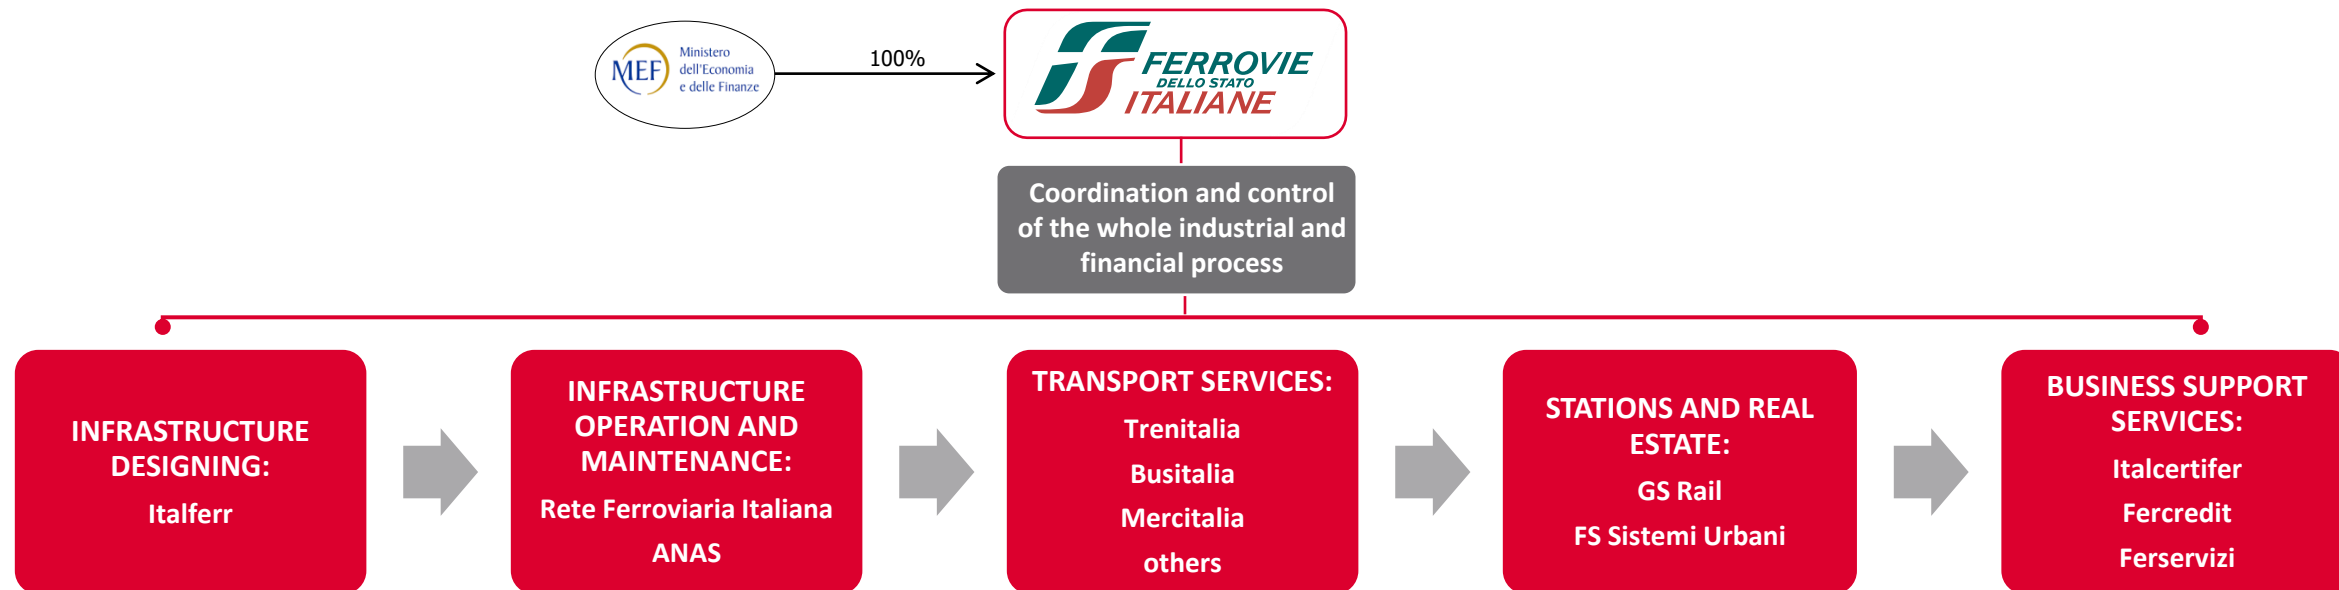 MEF
Ministero
dell'Economia
e delle Finanze
100%
FERROVIE
DELLO STATO
ITALIANE
Coordination and control
of the whole industrial and
financial process
INFRASTRUCTURE
DESIGNING:
Italferr
INFRASTRUCTURE
OPERATION AND
MAINTENANCE:
Rete Ferroviaria Italiana
ANAS
TRANSPORT SERVICES:
Trenitalia
Busitalia
Mercitalia
others
STATIONS AND REAL
ESTATE:
GS Rail
FS Sistemi Urbani
BUSINESS SUPPORT
SERVICES:
Italcertifer
Fercredit
Ferservizi